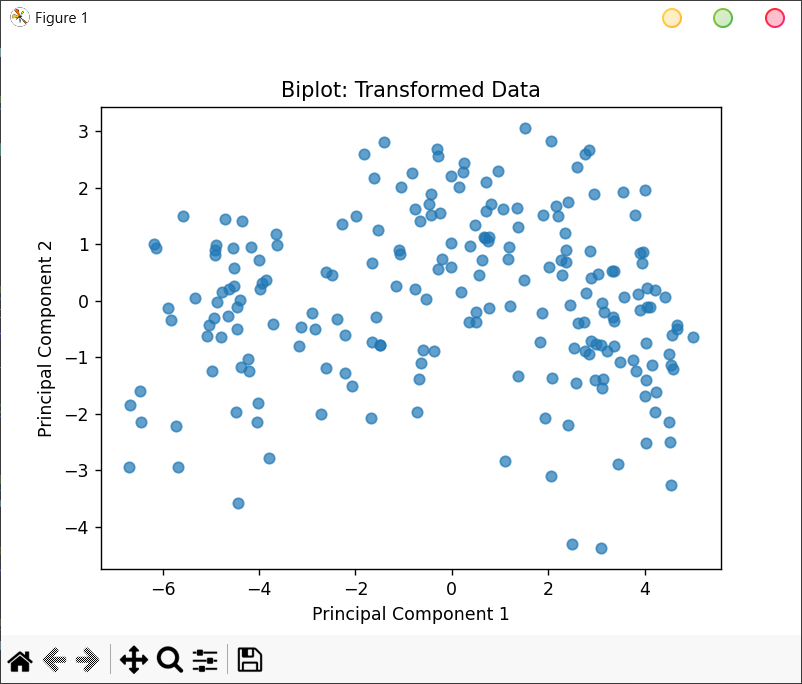 Figure 1
Biplot: Transformed Data
3
2
1
0
−1
−2
−3
−4
Principal Component 2
−6 −4 −2 0 2 4
Principal Component 1